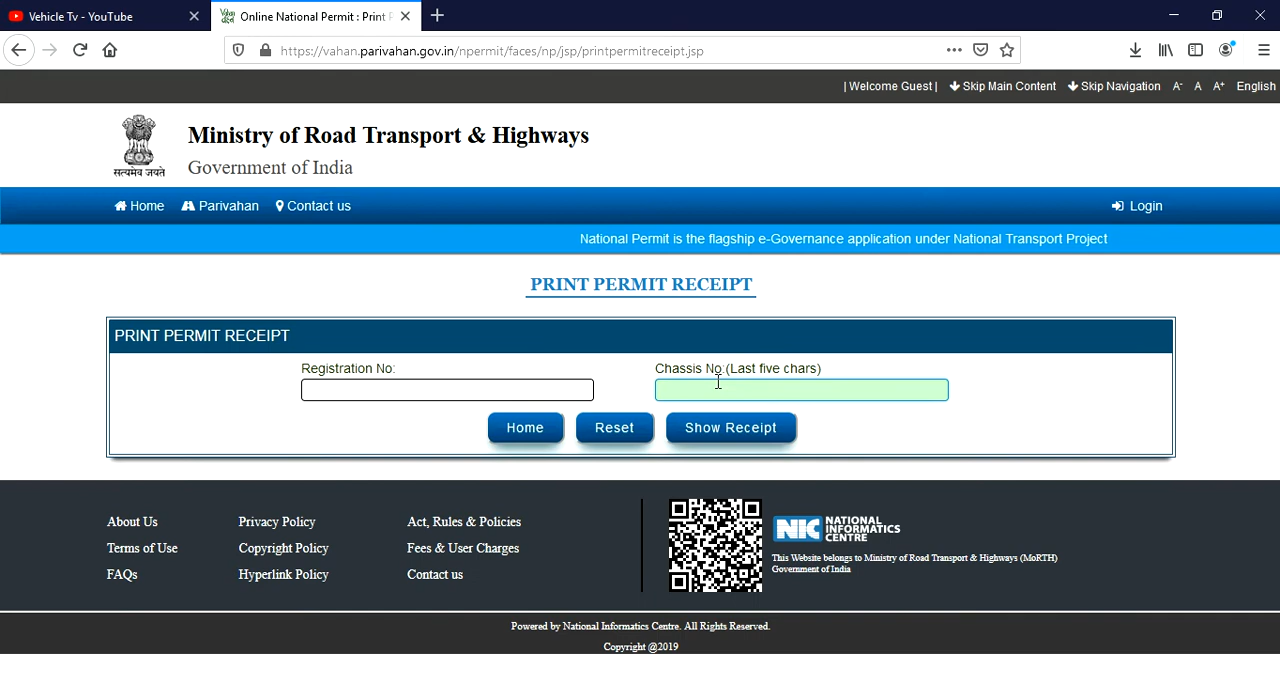 Vehicle Tv - YouTube
Online National Permit : Print P
https://vahan.parivahan.gov.in/npermit/faces/np/jsp/printpermitreceipt.jsp
| Welcome Guest | Skip Main Content Skip Navigation A- A A+ English
Ministry of Road Transport & Highways
Government of India
सत्यमेव जयते
Home Parivahan Contact us Login
National Permit is the flagship e-Governance application under National Transport Project
PRINT PERMIT RECEIPT
PRINT PERMIT RECEIPT
Registration No: Chassis No:(Last five chars)
Home Reset Show Receipt
About Us Privacy Policy Act, Rules & Policies
Terms of Use Copyright Policy Fees & User Charges
FAQs Hyperlink Policy Contact us
NIC NATIONAL
INFORMATICS
CENTRE
This Website belongs to Ministry of Road Transport & Highways (MoRTH)
Government of India
Powered by National Informatics Centre. All Rights Reserved.
Copyright @2019